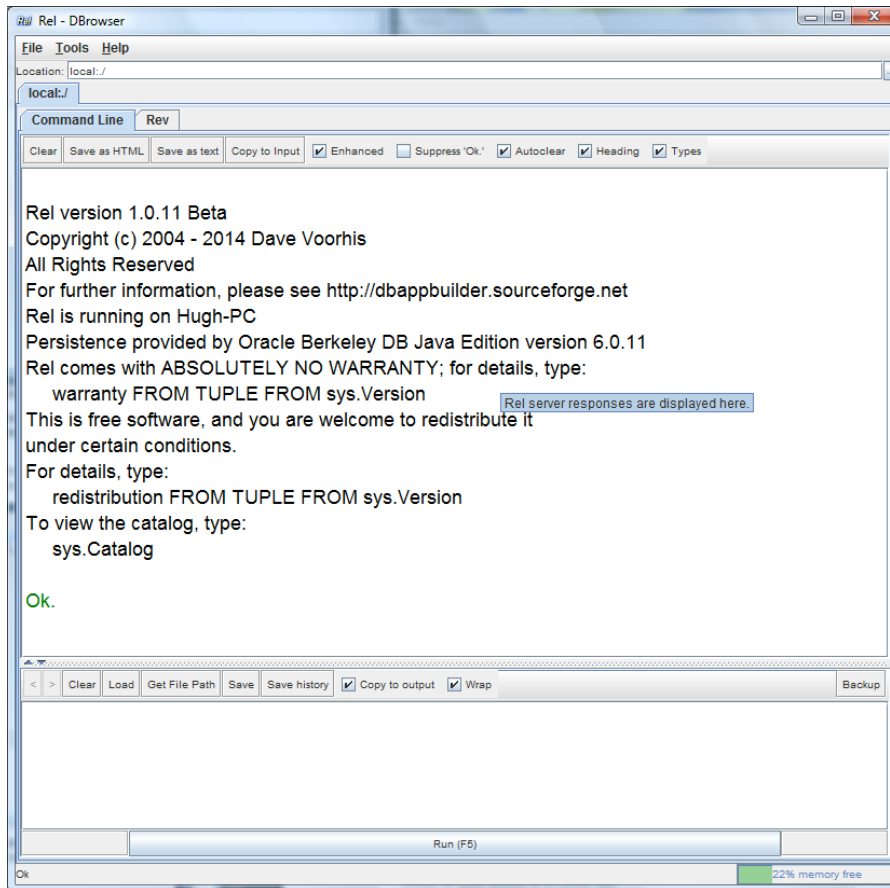 Rel Rel - DBrowser
File Tools Help
Location: local:./
local:./
Command Line Rev
Clear Save as HTML Save as text Copy to Input Enhanced Suppress 'Ok.' Autoclear Heading Types
Rel version 1.0.11 Beta
Copyright (c) 2004 - 2014 Dave Voorhis
All Rights Reserved
For further information, please see http://dbappbuilder.sourceforge.net
Rel is running on Hugh-PC
Persistence provided by Oracle Berkeley DB Java Edition version 6.0.11
Rel comes with ABSOLUTELY NO WARRANTY; for details, type:
warranty FROM TUPLE FROM sys.Version
Rel server responses are displayed here.
This is free software, and you are welcome to redistribute it
under certain conditions.
For details, type:
redistribution FROM TUPLE FROM sys.Version
To view the catalog, type:
sys.Catalog
Ok.
< > Clear Load Get File Path Save Save history Copy to output Wrap Backup
Run (F5)
Ok 22% memory free